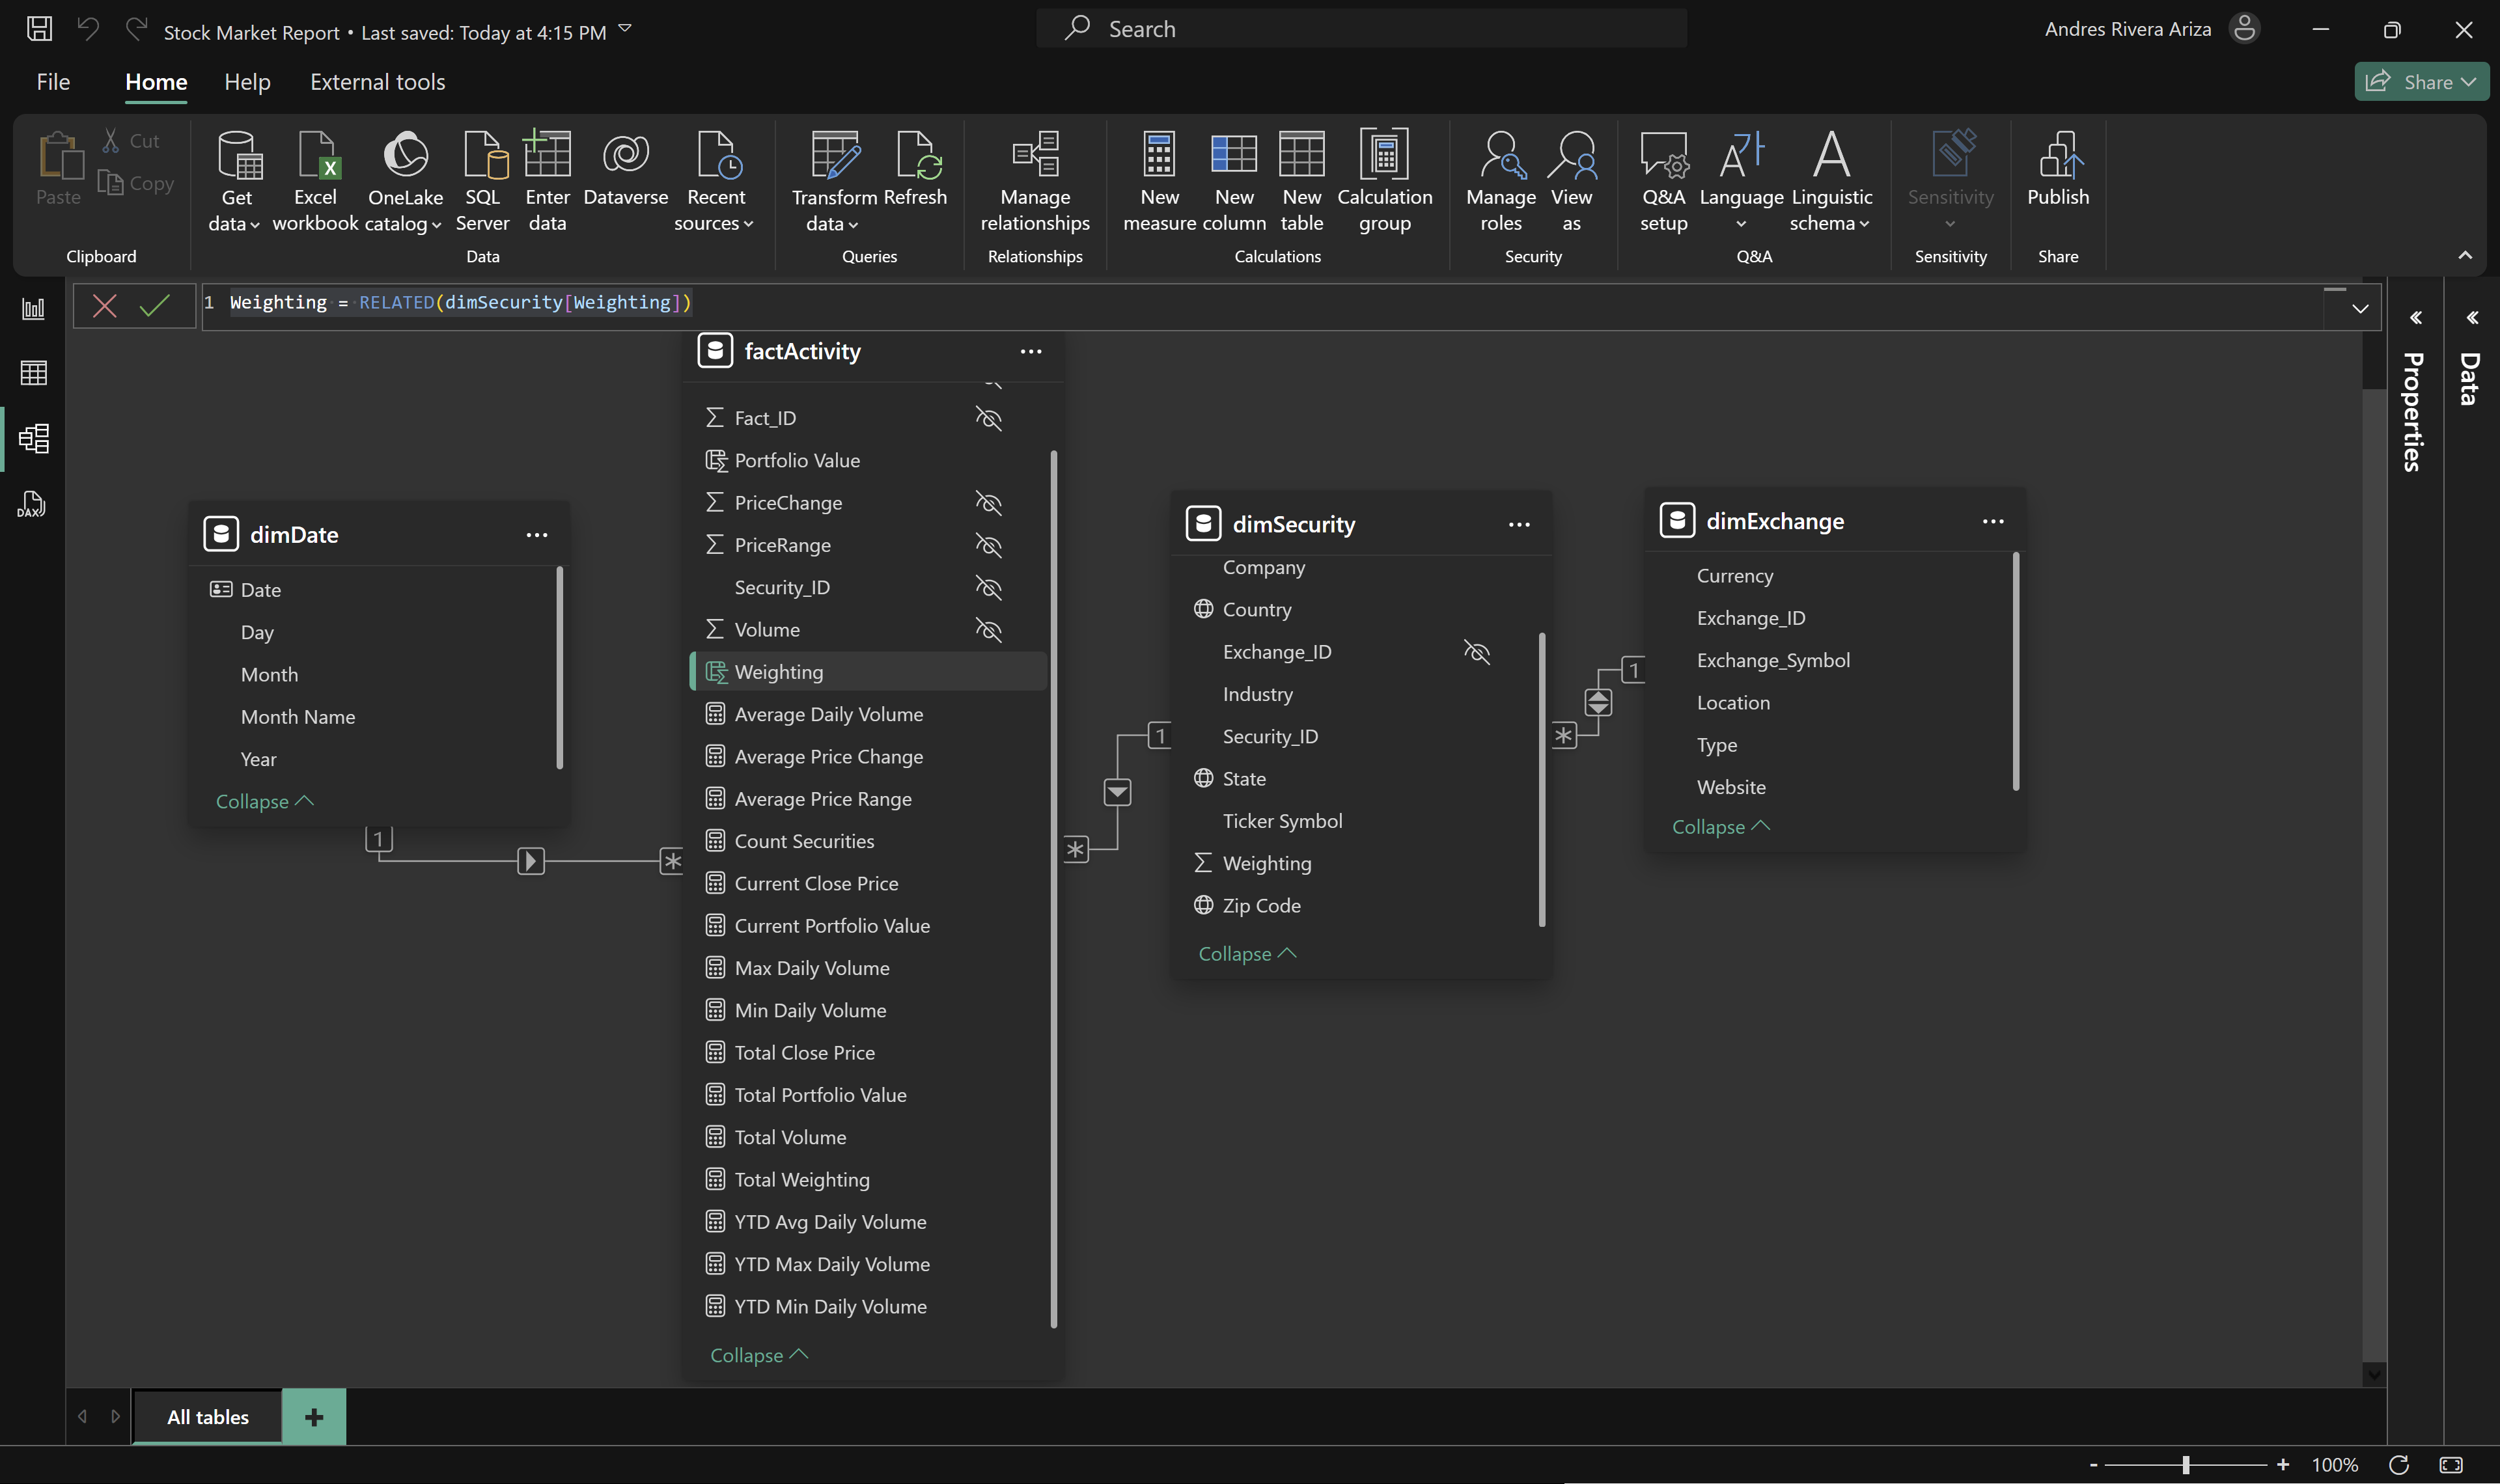 Stock Market Report • Last saved: Today at 4:15 PM
Search
Andres Rivera Ariza
File
Home
Help
External tools
Share
Paste
Cut
Copy
Clipboard
Get data
Excel workbook
OneLake catalog
SQL Server
Enter data
Dataverse
Recent sources
Data
Transform data
Refresh
Queries
Manage relationships
Relationships
New measure
New column
New table
Calculation group
Calculations
Manage roles
View as
Security
Q&A setup
Language
Linguistic schema
Q&A
Sensitivity
Sensitivity
Publish
Share
1 Weighting = RELATED(dimSecurity[Weighting])
DAX
dimDate
Date
Day
Month
Month Name
Year
Collapse
1
*
factActivity
Fact_ID
Portfolio Value
PriceChange
PriceRange
Security_ID
Volume
Weighting
Average Daily Volume
Average Price Change
Average Price Range
Count Securities
Current Close Price
Current Portfolio Value
Max Daily Volume
Min Daily Volume
Total Close Price
Total Portfolio Value
Total Volume
Total Weighting
YTD Avg Daily Volume
YTD Max Daily Volume
YTD Min Daily Volume
Collapse
1
*
dimSecurity
Company
Country
Exchange_ID
Industry
Security_ID
State
Ticker Symbol
Weighting
Zip Code
Collapse
1
*
dimExchange
Currency
Exchange_ID
Exchange_Symbol
Location
Type
Website
Collapse
Properties
Data
All tables
+
- + 100%